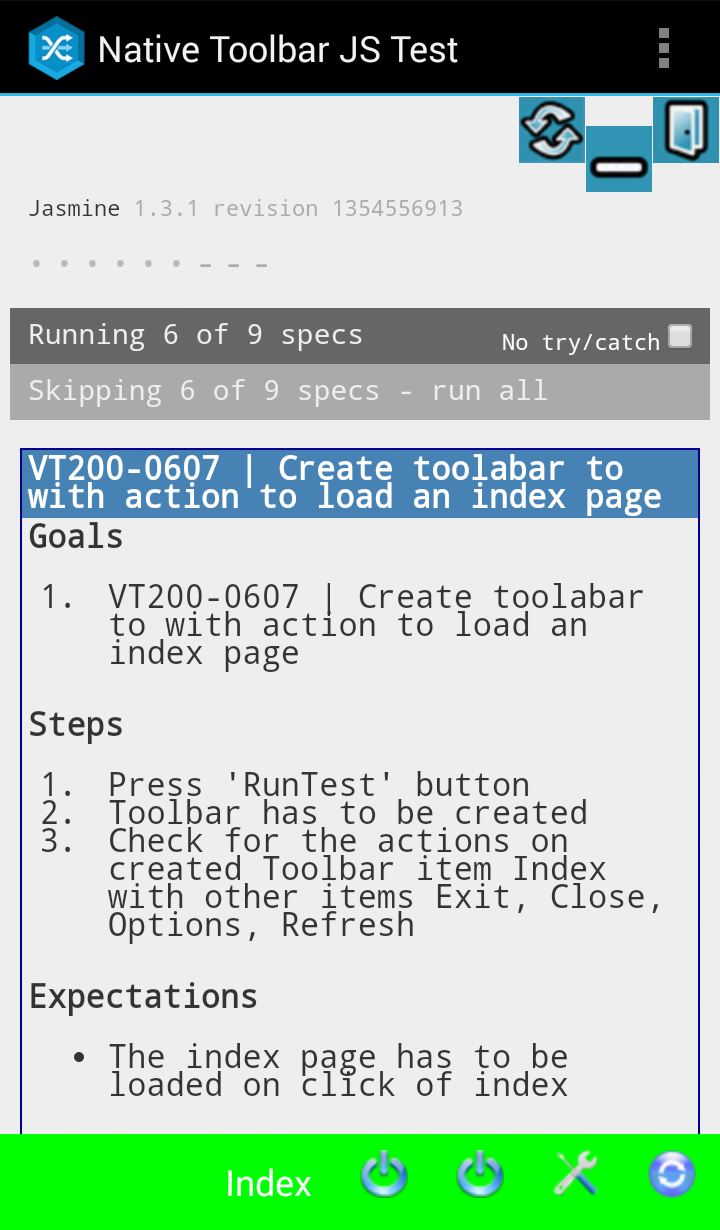 Native Toolbar JS Test
Jasmine 1.3.1 revision 1354556913
Running 6 of 9 specs
No try/catch
Skipping 6 of 9 specs - run all
VT200-0607 | Create toolabar to
with action to load an index page
Goals
1. VT200-0607 | Create toolabar
to with action to load an
index page
Steps
1. Press 'RunTest' button
2. Toolbar has to be created
3. Check for the actions on
created Toolbar item Index
with other items Exit, Close,
Options, Refresh
Expectations
• The index page has to be
loaded on click of index
Index